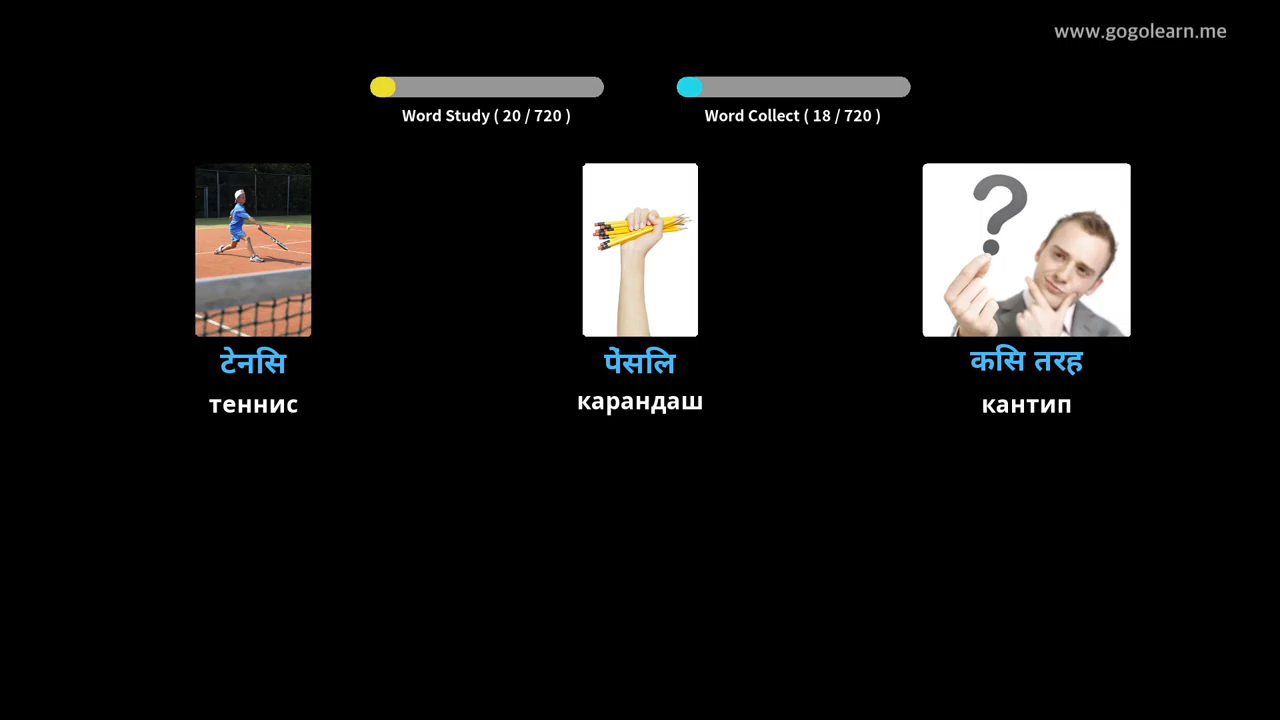 www.gogolearn.me
Word Study ( 20 / 720 )
Word Collect ( 18 / 720 )
टेनसि
पेंसलि
कसि तरह
теннис
карандаш
кантип